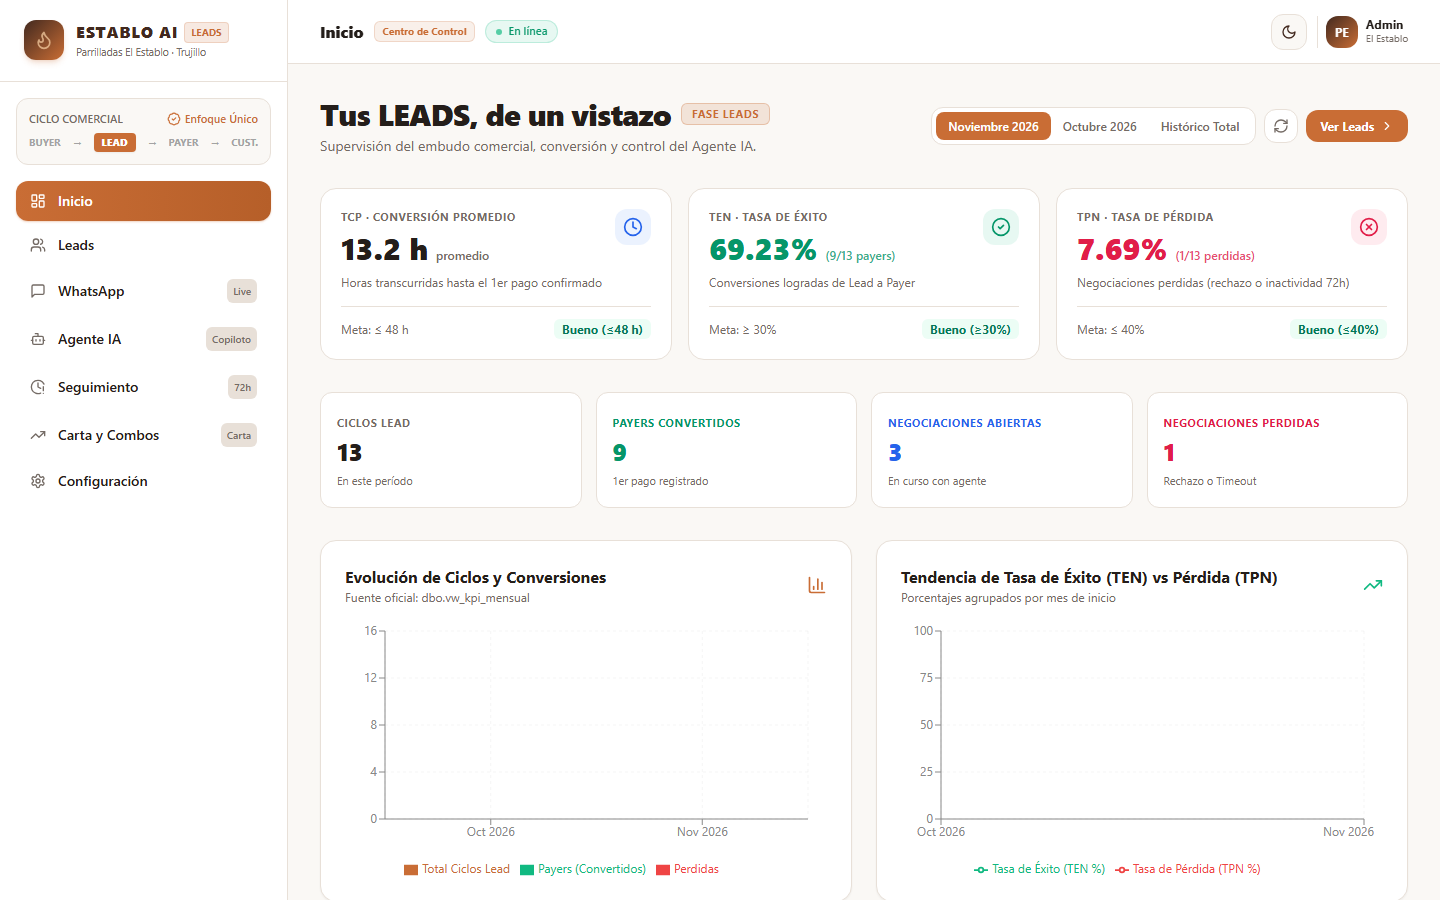 ESTABLO AI LEADS
Parrilladas El Establo · Trujillo
CICLO COMERCIAL Enfoque Único
BUYER → LEAD → PAYER → CUST.
Inicio
Leads
WhatsApp Live
Agente IA Copiloto
Seguimiento 72h
Carta y Combos Carta
Configuración
Inicio Centro de Control En línea
PE Admin
El Establo
Tus LEADS, de un vistazo FASE LEADS
Supervisión del embudo comercial, conversión y control del Agente IA.
Noviembre 2026 Octubre 2026 Histórico Total Ver Leads
TCP · CONVERSIÓN PROMEDIO
13.2 h promedio
Horas transcurridas hasta el 1er pago confirmado
Meta: ≤ 48 h Bueno (≤48 h)
TEN · TASA DE ÉXITO
69.23% (9/13 payers)
Conversiones logradas de Lead a Payer
Meta: ≥ 30% Bueno (≥30%)
TPN · TASA DE PÉRDIDA
7.69% (1/13 perdidas)
Negociaciones perdidas (rechazo o inactividad 72h)
Meta: ≤ 40% Bueno (≤40%)
CICLOS LEAD
13
En este período
PAYERS CONVERTIDOS
9
1er pago registrado
NEGOCIACIONES ABIERTAS
3
En curso con agente
NEGOCIACIONES PERDIDAS
1
Rechazo o Timeout
Evolución de Ciclos y Conversiones
Fuente oficial: dbo.vw_kpi_mensual
16
12
8
4
0
Oct 2026 Nov 2026
Total Ciclos Lead Payers (Convertidos) Perdidas
Tendencia de Tasa de Éxito (TEN) vs Pérdida (TPN)
Porcentajes agrupados por mes de inicio
100
75
50
25
0
Oct 2026 Nov 2026
Tasa de Éxito (TEN %) Tasa de Pérdida (TPN %)